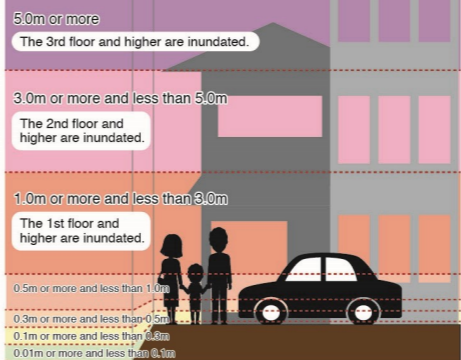 5.0m or more
The 3rd floor and higher are inundated.
3.0m or more and less than 5.0m
The 2nd floor and
higher are inundated.
1.0m or more and less than 3.0m
The 1st floor and
higher are inundated.
0.5m or more and less than 1.0m
0.3m or more and less than 0.5m
0.1m or more and less than 0.3m
0.01m or more and less than 0.1m